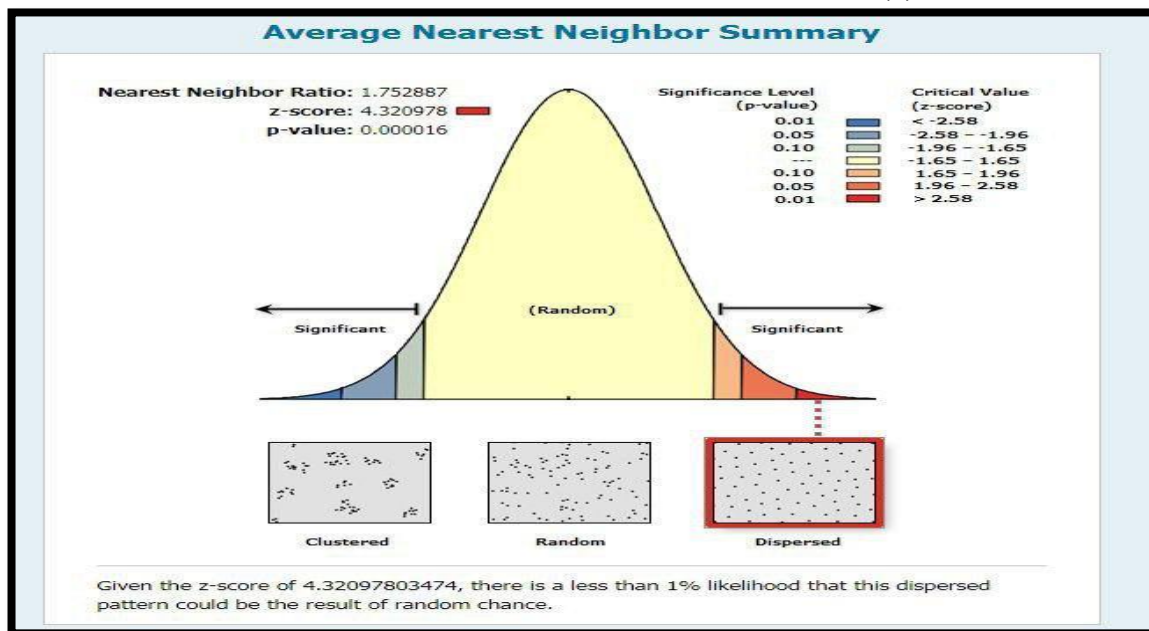 Average Nearest Neighbor Summary
Nearest Neighbor Ratio: 1.752887
z-score: 4.320978
p-value: 0.000016
Significance Level
(p-value)
Critical Value
(z-score)
0.01 < -2.58
0.05 -2.58 – -1.96
0.10 -1.96 – -1.65
--- -1.65 – 1.65
0.10 1.65 – 1.96
0.05 1.96 – 2.58
0.01 > 2.58
Significant
(Random)
Significant
Clustered
Random
Dispersed
Given the z-score of 4.32097803474, there is a less than 1% likelihood that this dispersed
pattern could be the result of random chance.